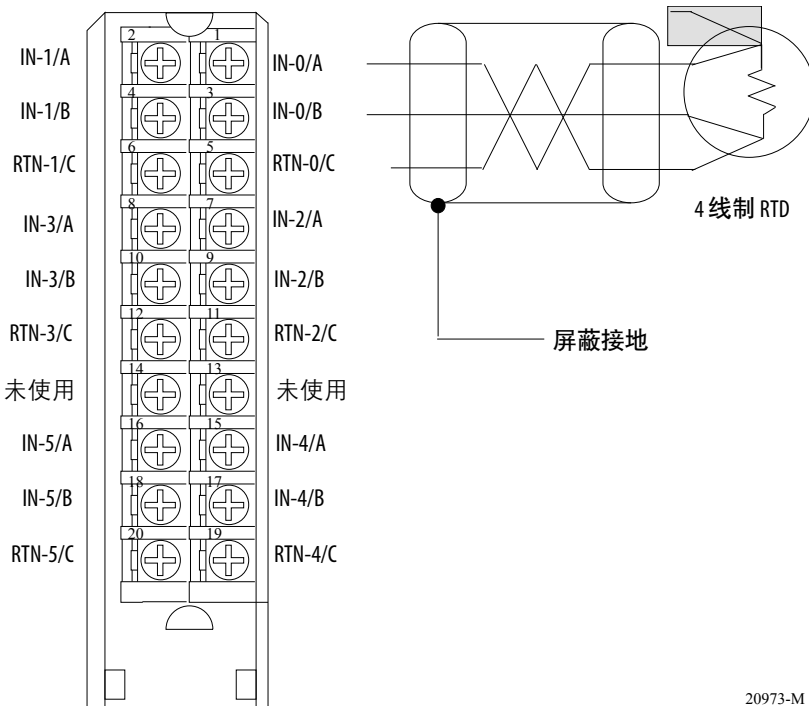 2 1
IN-1/A IN-0/A
4 3
IN-1/B IN-0/B
6 5
RTN-1/C RTN-0/C
8 7
IN-3/A IN-2/A
10 9
IN-3/B IN-2/B
12 11
RTN-3/C RTN-2/C
14 13
未使用 未使用
16 15
IN-5/A IN-4/A
18 17
IN-5/B IN-4/B
20 19
RTN-5/C RTN-4/C
4 线制 RTD
屏蔽接地
20973-M